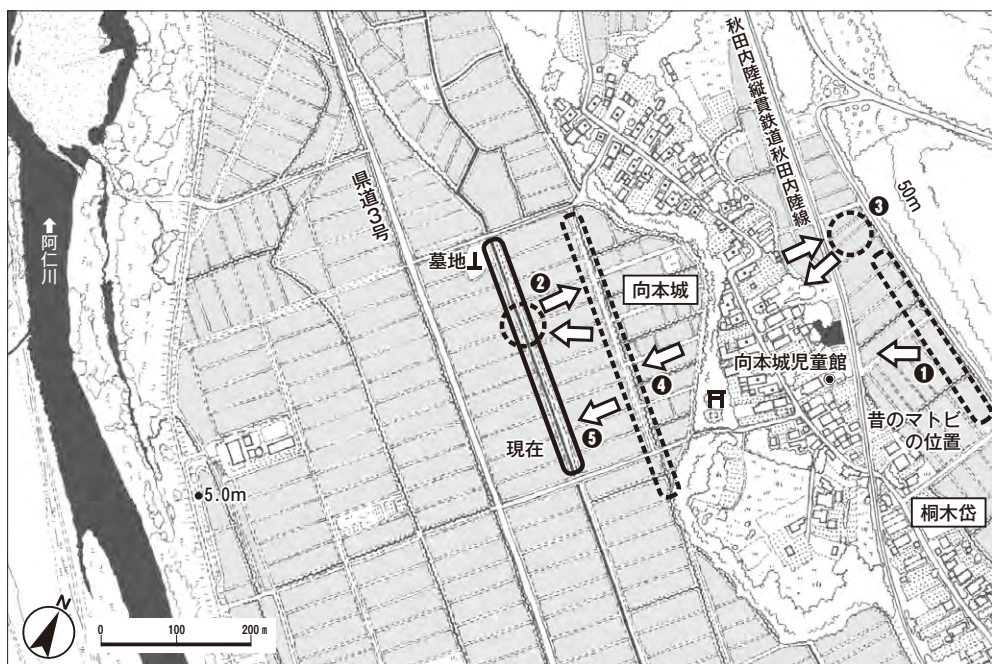 秋田内陸縦貫鉄道秋田内陸線
50m
県道3号
阿仁川
墓地
❶
❷
❸
❹
❺
向本城
向本城児童館
昔のマトビ
の位置
現在
桐木岱
5.0m
N
0 100 200m